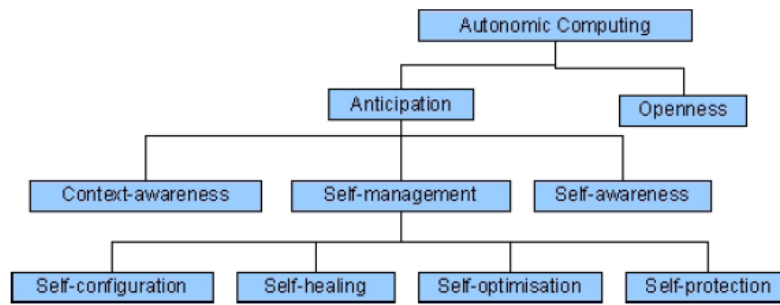 Autonomic Computing
Anticipation
Openness
Context-awareness
Self-management
Self-awareness
Self-configuration
Self-healing
Self-optimisation
Self-protection